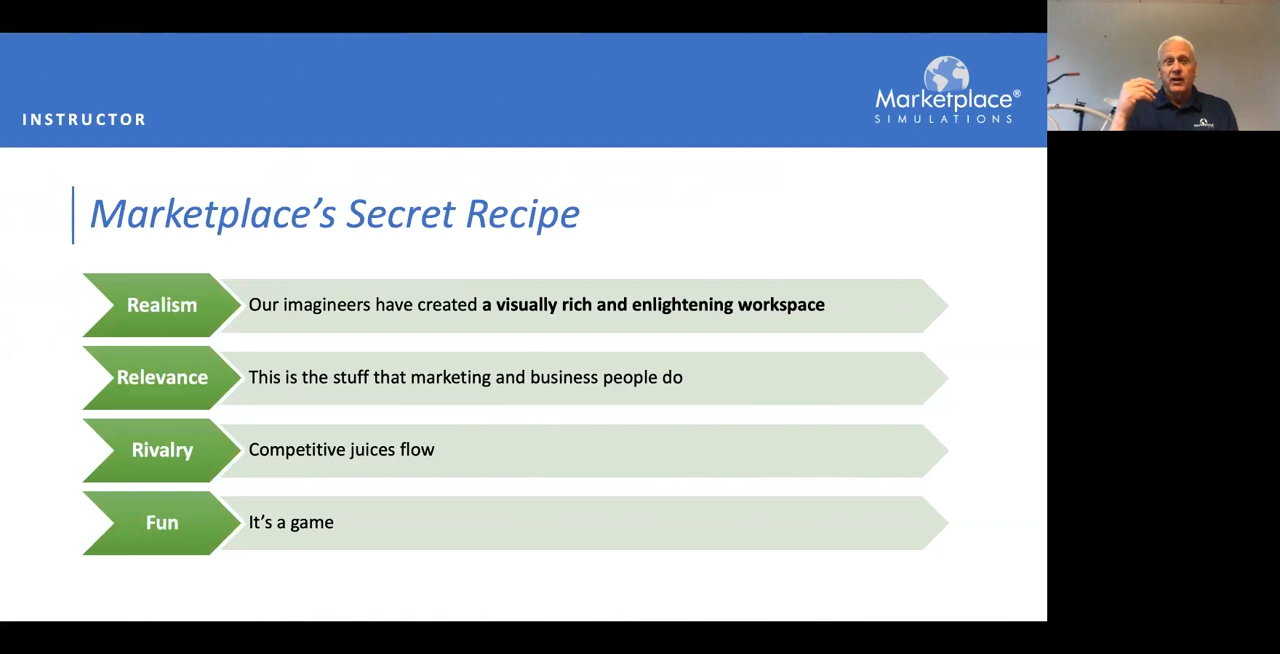 INSTRUCTOR
Marketplace®
SIMULATIONS
Marketplace's Secret Recipe
Realism
Our imagineers have created a visually rich and enlightening workspace
Relevance
This is the stuff that marketing and business people do
Rivalry
Competitive juices flow
Fun
It's a game